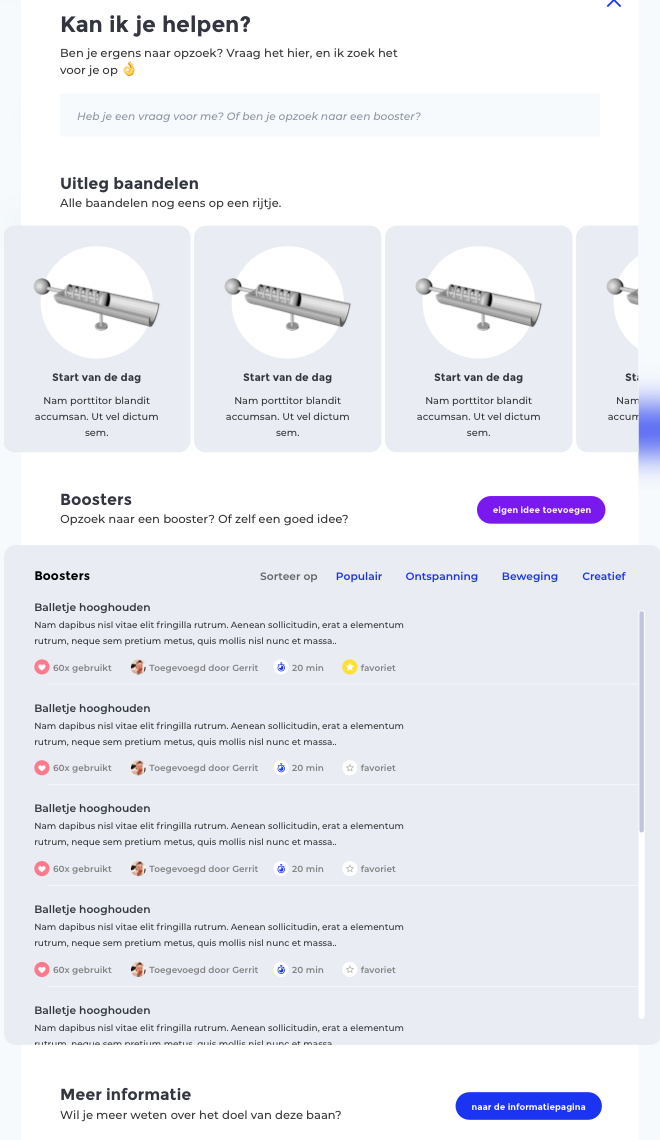 Kan ik je helpen?
Ben je ergens naar opzoek? Vraag het hier, en ik zoek het
voor je op 👌
Heb je een vraag voor me? Of ben je opzoek naar een booster?
Uitleg baandelen
Alle baandelen nog eens op een rijtje.
Start van de dag
Nam porttitor blandit
accumsan. Ut vel dictum
sem.
Start van de dag
Nam porttitor blandit
accumsan. Ut vel dictum
sem.
Start van de dag
Nam porttitor blandit
accumsan. Ut vel dictum
sem.
Boosters
Opzoek naar een booster? Of zelf een goed idee?
eigen idee toevoegen
Boosters
Sorteer op Populair Ontspanning Beweging Creatief
Balletje hooghouden
Nam dapibus nisl vitae elit fringilla rutrum. Aenean sollicitudin, erat a elementum
rutrum, neque sem pretium metus, quis mollis nisl nunc et massa..
60x gebruikt Toegevoegd door Gerrit 20 min favoriet
Balletje hooghouden
Nam dapibus nisl vitae elit fringilla rutrum. Aenean sollicitudin, erat a elementum
rutrum, neque sem pretium metus, quis mollis nisl nunc et massa..
60x gebruikt Toegevoegd door Gerrit 20 min favoriet
Balletje hooghouden
Nam dapibus nisl vitae elit fringilla rutrum. Aenean sollicitudin, erat a elementum
rutrum, neque sem pretium metus, quis mollis nisl nunc et massa..
60x gebruikt Toegevoegd door Gerrit 20 min favoriet
Balletje hooghouden
Nam dapibus nisl vitae elit fringilla rutrum. Aenean sollicitudin, erat a elementum
rutrum, neque sem pretium metus, quis mollis nisl nunc et massa..
60x gebruikt Toegevoegd door Gerrit 20 min favoriet
Balletje hooghouden
Nam dapibus nisl vitae elit fringilla rutrum. Aenean sollicitudin, erat a elementum
rutrum, neque sem pretium metus, quis mollis nisl nunc et massa..
Meer informatie
Wil je meer weten over het doel van deze baan?
naar de informatiepagina